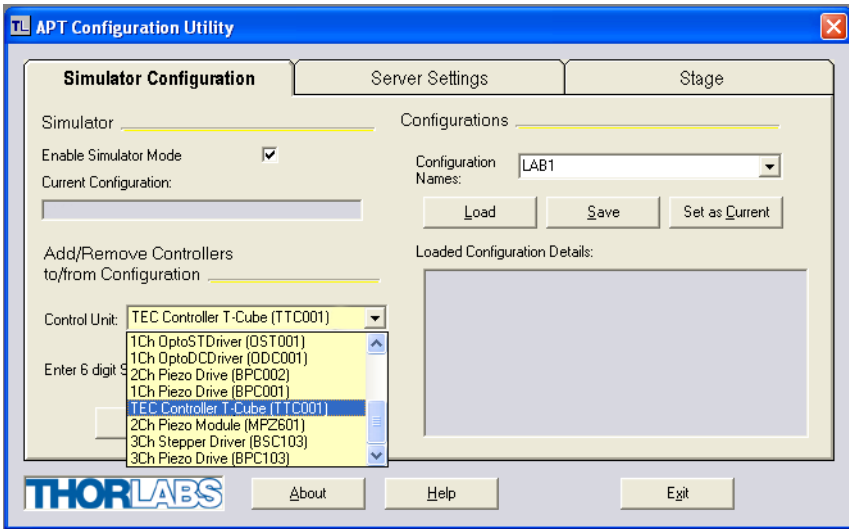 TL APT Configuration Utility
Simulator Configuration
Server Settings
Stage
Simulator
Enable Simulator Mode
Current Configuration:
Add/Remove Controllers
to/from Configuration
Control Unit: TEC Controller T-Cube (TTC001)
1Ch OptoSTDriver (OST001)
1Ch OptoDCDriver (ODC001)
2Ch Piezo Drive (BPC002)
1Ch Piezo Drive (BPC001)
TEC Controller T-Cube (TTC001)
2Ch Piezo Module (MPZ601)
3Ch Stepper Driver (BSC103)
3Ch Piezo Drive (BPC103)
Enter 6 digit S
Configurations
Configuration
Names:
LAB1
Load
Save
Set as Current
Loaded Configuration Details:
THORLABS
About
Help
Exit